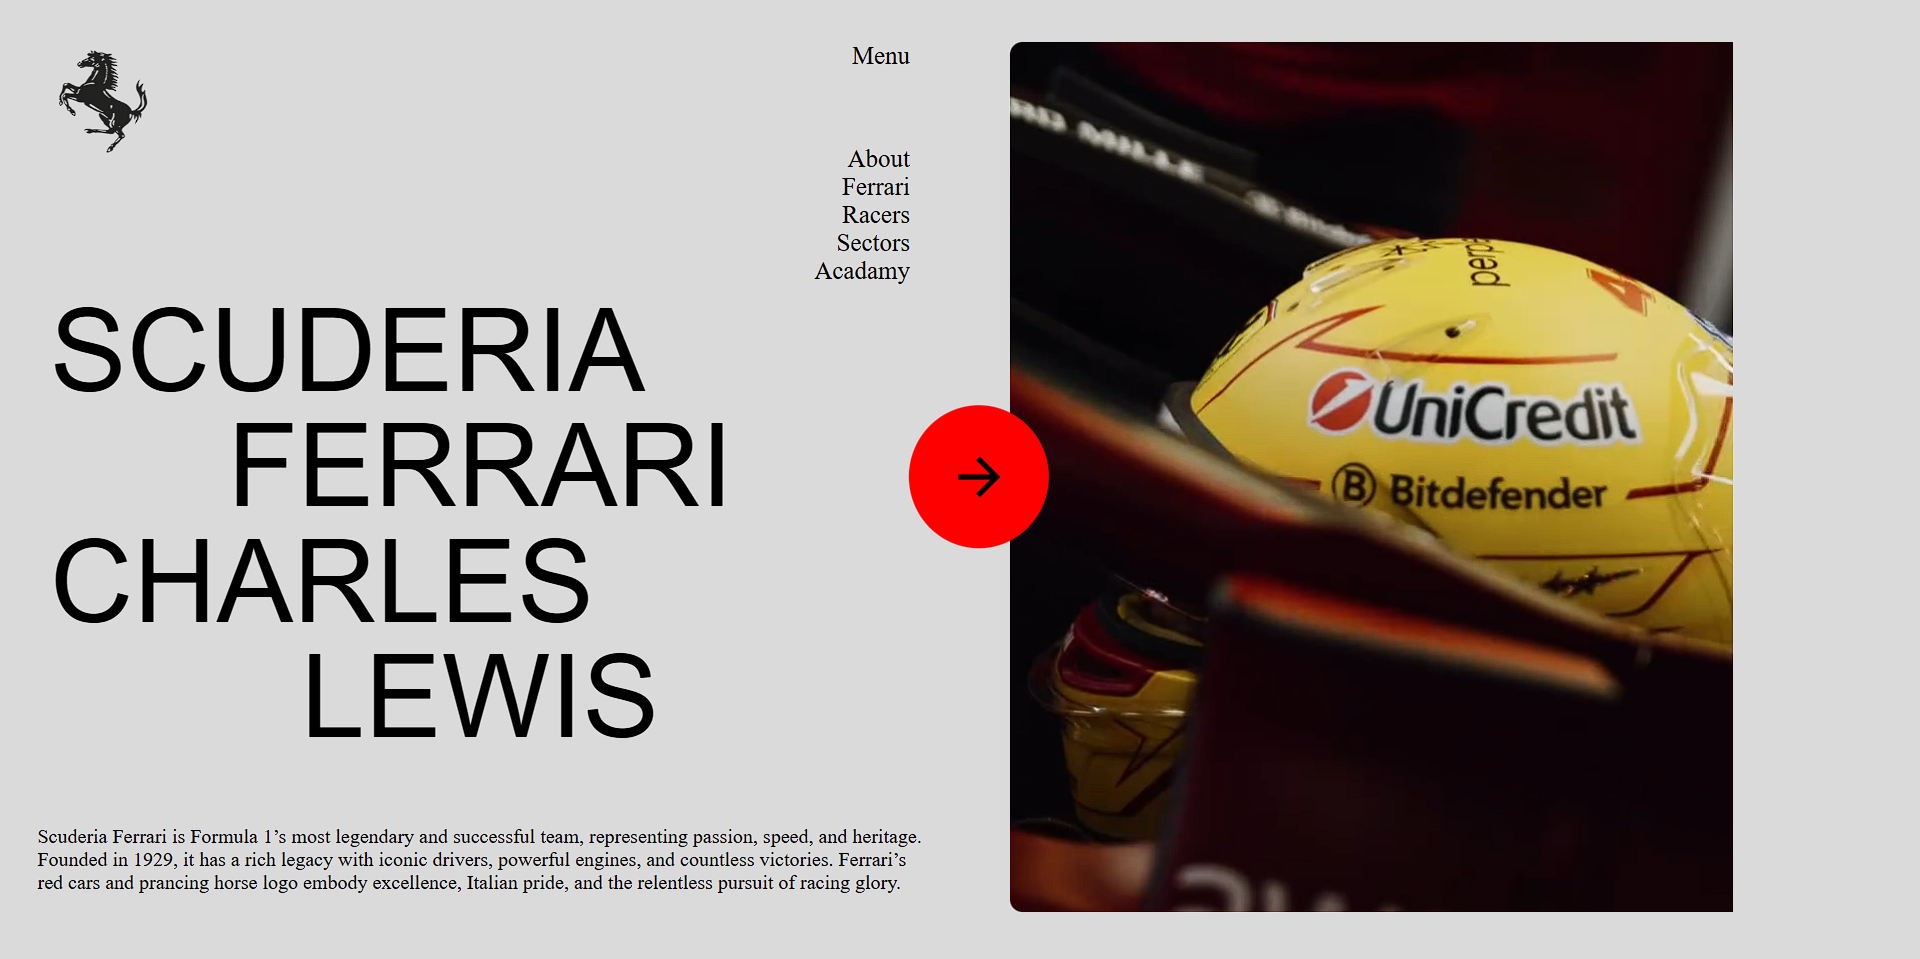 Menu
About
Ferrari
Racers
Sectors
Acadamy
SCUDERIA
FERRARI
CHARLES
LEWIS
Scuderia Ferrari is Formula 1’s most legendary and successful team, representing passion, speed, and heritage.
Founded in 1929, it has a rich legacy with iconic drivers, powerful engines, and countless victories. Ferrari’s
red cars and prancing horse logo embody excellence, Italian pride, and the relentless pursuit of racing glory.
MILLE
4
UniCredit
B Bitdefender